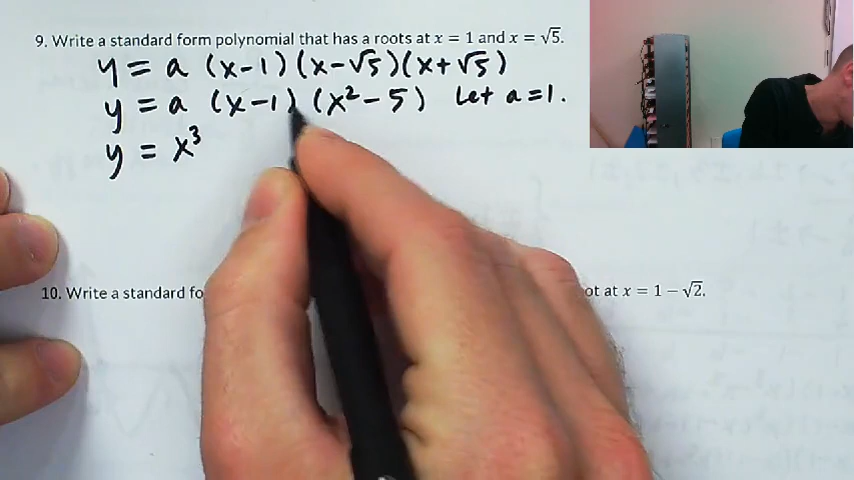 9. Write a standard form polynomial that has a roots at x = 1 and x = √5.
y = a (x-1)(x-√5)(x+√5)
y = a (x-1)(x²-5) Let a=1.
y = x³
10. Write a standard fo ot at x = 1 − √2.